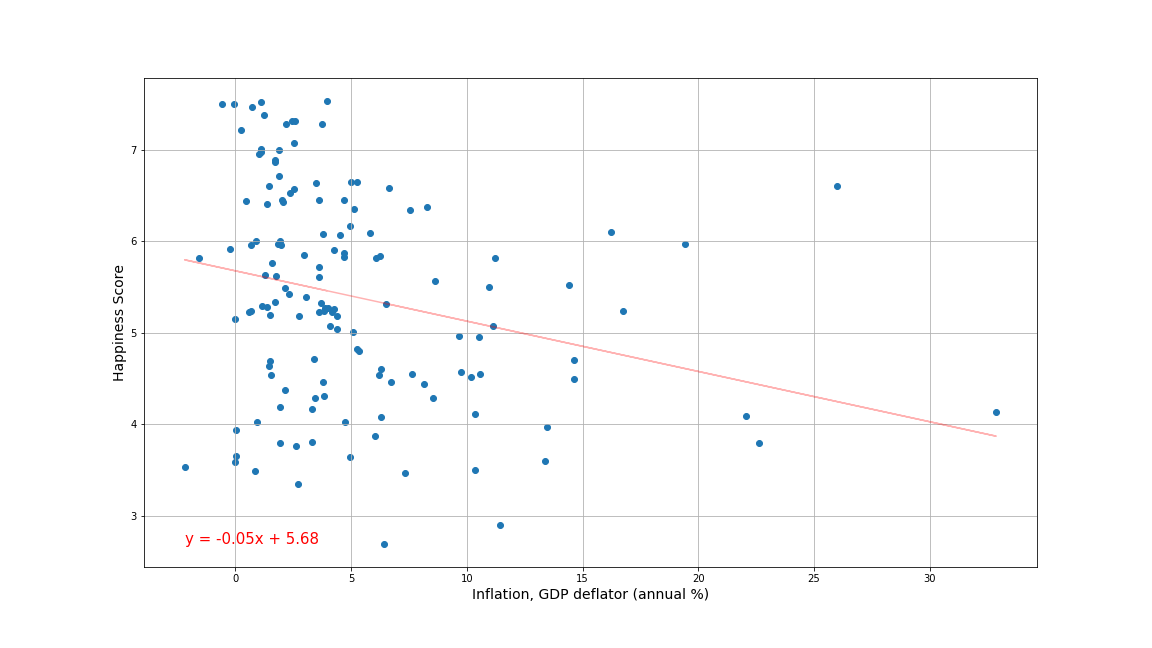 7
6
5
4
3
Happiness Score
y = -0.05x + 5.68
0 5 10 15 20 25 30
Inflation, GDP deflator (annual %)